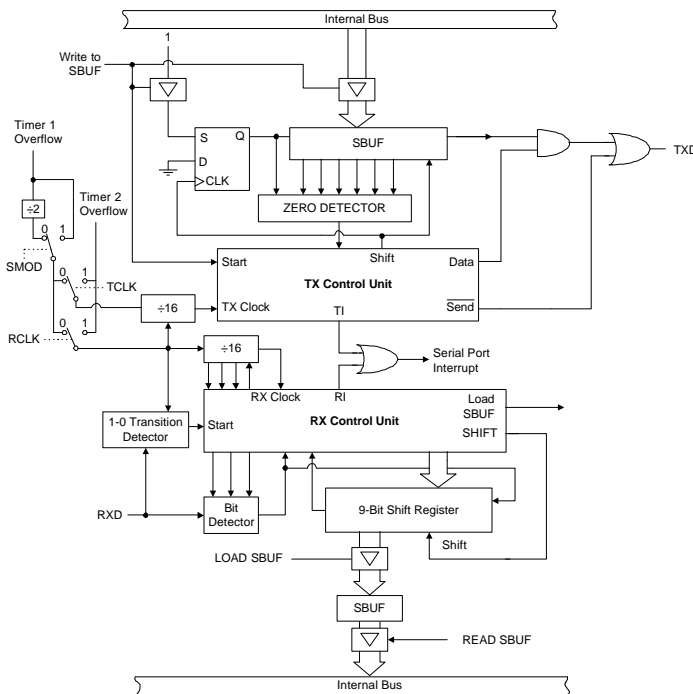 Internal Bus
1
Write to
SBUF
S
Q
D
CLK
SBUF
TXD
Timer 1
Overflow
Timer 2
Overflow
÷2
ZERO DETECTOR
0 1
SMOD
0 1
TCLK
Shift
Start
Data
TX Control Unit
÷16
TX Clock
TI
Send
RCLK
0 1
÷16
Serial Port
Interrupt
RX Clock
RI
Load
SBUF
1-0 Transition
Detector
Start
RX Control Unit
SHIFT
RXD
Bit
Detector
9-Bit Shift Register
Shift
LOAD SBUF
SBUF
READ SBUF
Internal Bus